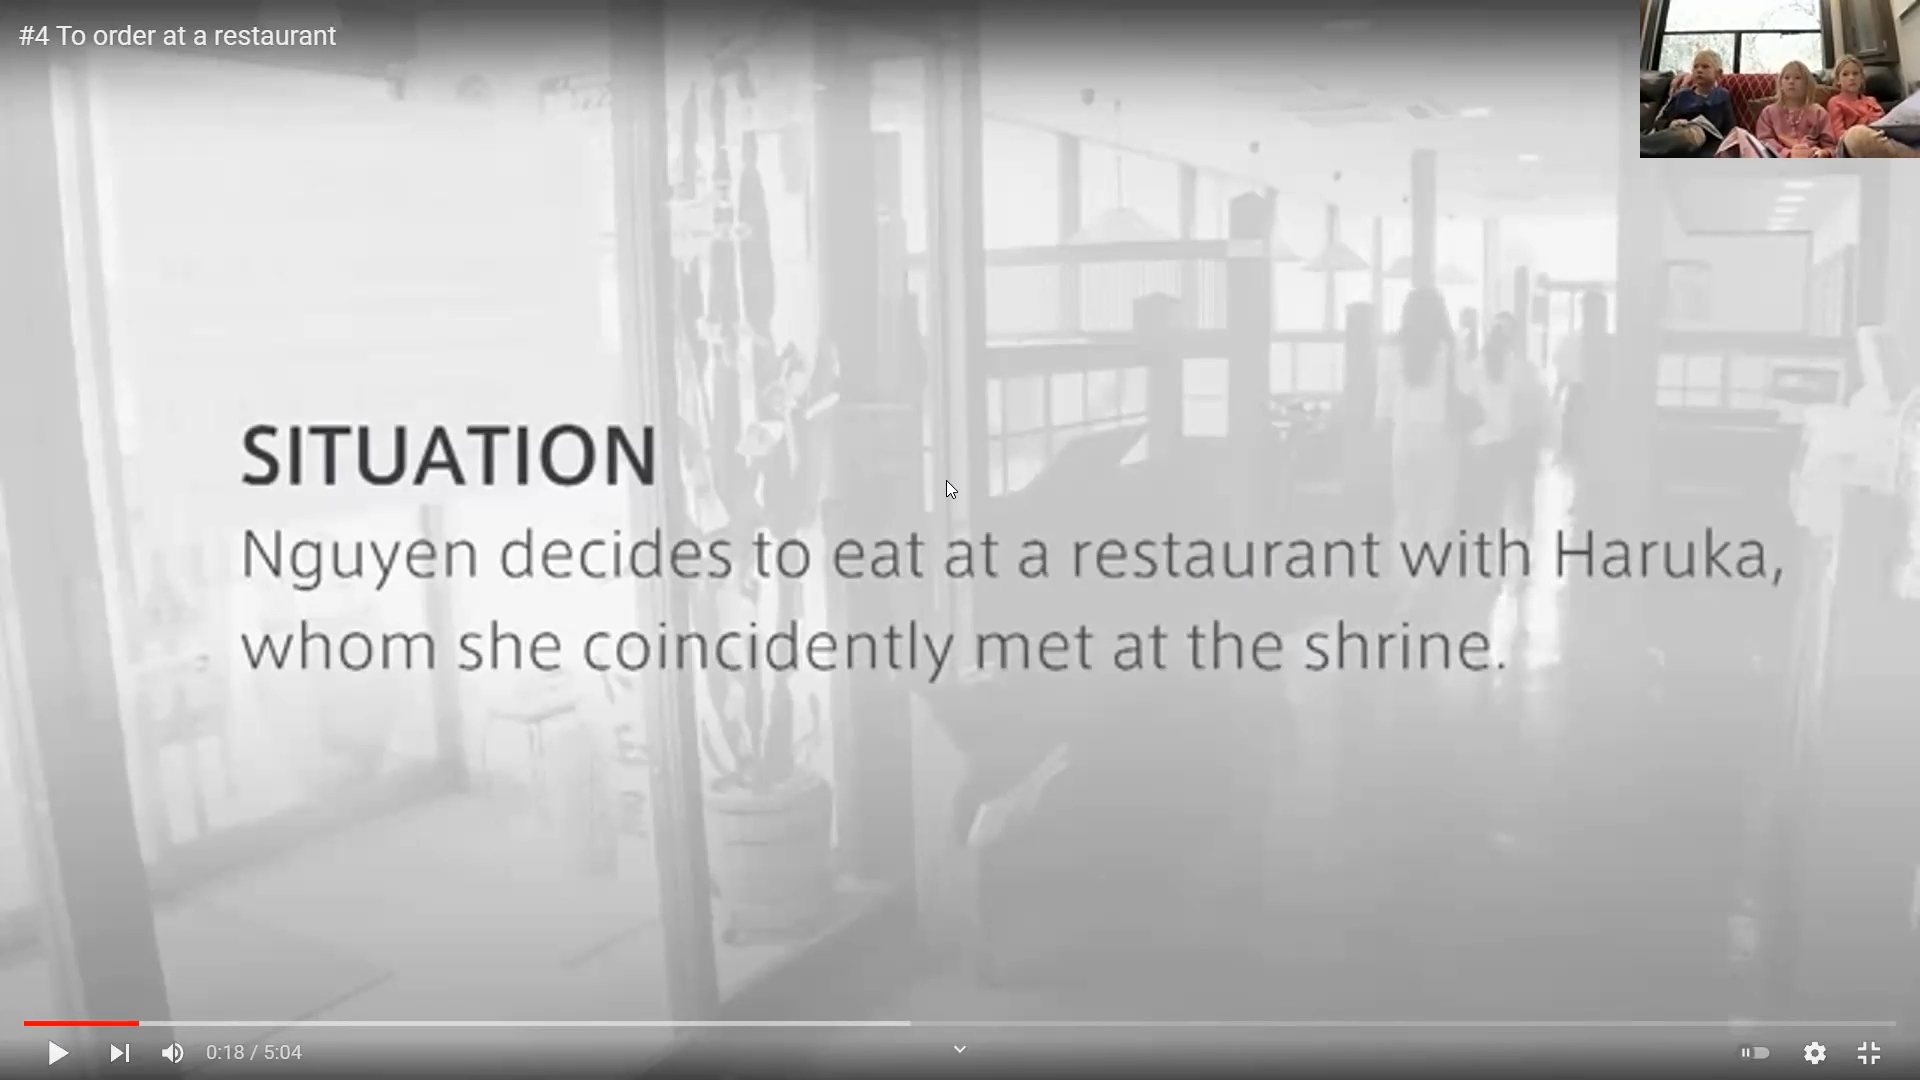 #4 To order at a restaurant
SITUATION
Nguyen decides to eat at a restaurant with Haruka,
whom she coincidently met at the shrine.
0:18 / 5:04